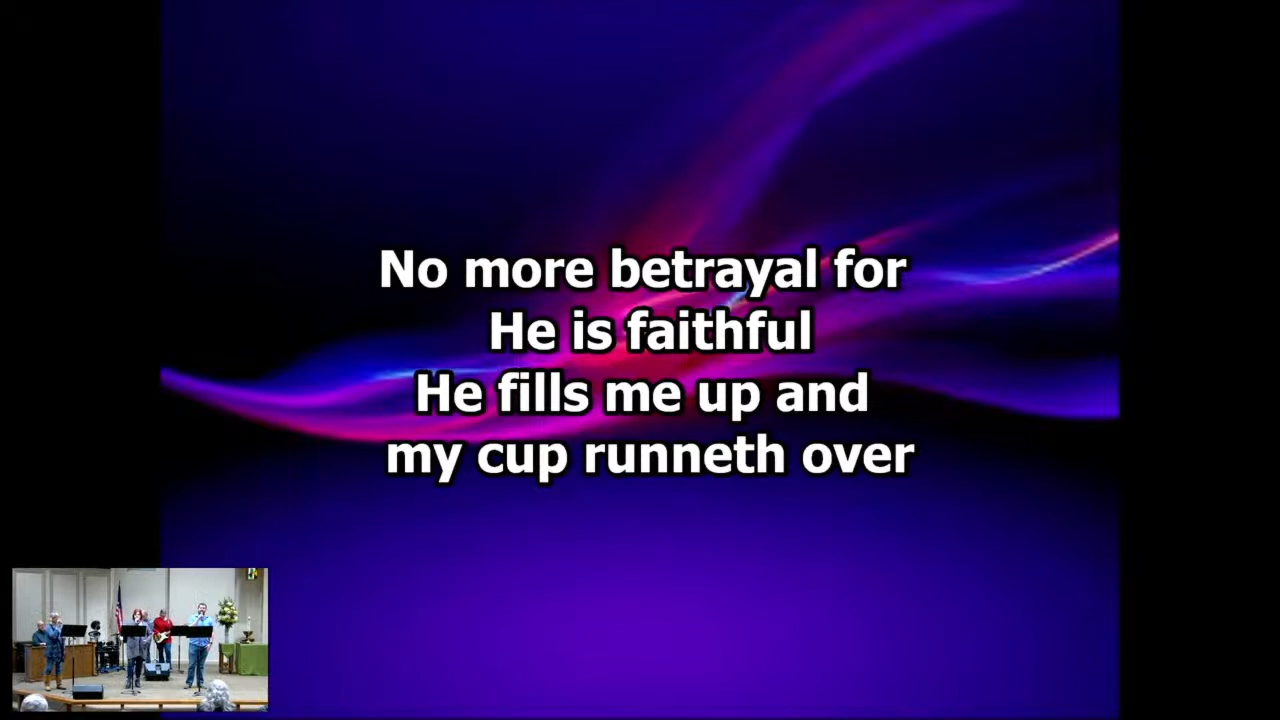 No more betrayal for
He is faithful
He fills me up and
my cup runneth over